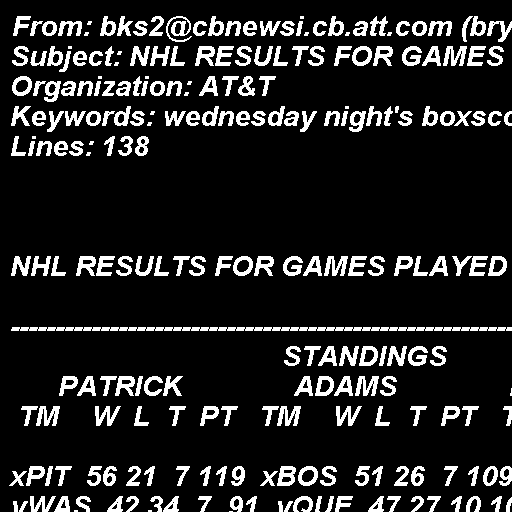 From: bks2@cbnewsi.cb.att.com (bry
Subject: NHL RESULTS FOR GAMES
Organization: AT&T
Keywords: wednesday night's boxsco
Lines: 138
NHL RESULTS FOR GAMES PLAYED
----------------------------------------------------------
STANDINGS
PATRICK ADAMS
TM W L T PT TM W L T PT
xPIT 56 21 7 119 xBOS 51 26 7 109
yWAS 42 34 7 91 yQUE 47 27 10